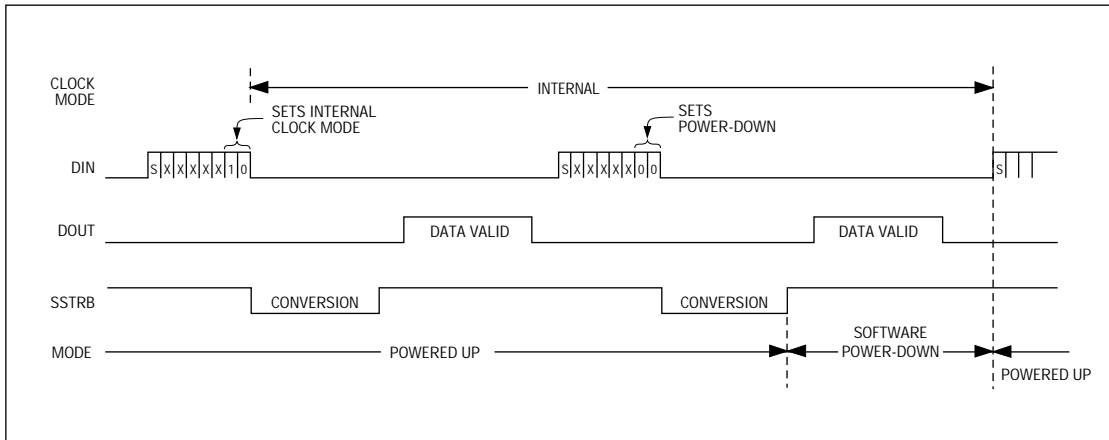 CLOCK
MODE
INTERNAL
SETS INTERNAL
CLOCK MODE
SETS
POWER-DOWN
DIN
S X X X X X 1 0
S X X X X X 0 0
S
DOUT
DATA VALID
DATA VALID
SSTRB
CONVERSION
CONVERSION
MODE
POWERED UP
SOFTWARE
POWER-DOWN
POWERED UP